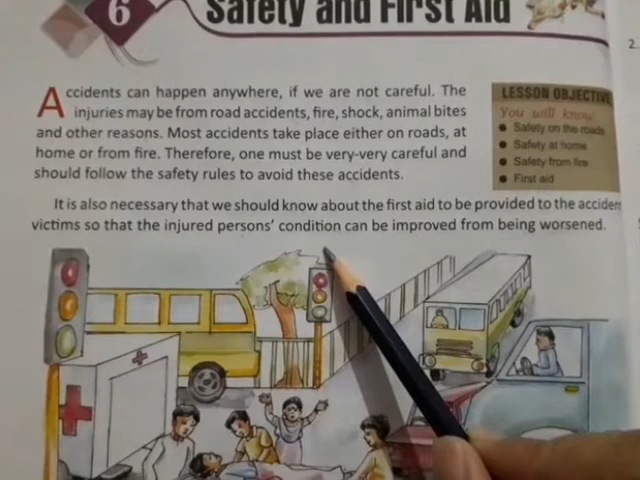 6
Safety and First Aid
2.
Accidents can happen anywhere, if we are not careful. The
injuries may be from road accidents, fire, shock, animal bites
and other reasons. Most accidents take place either on roads, at
home or from fire. Therefore, one must be very-very careful and
should follow the safety rules to avoid these accidents.
LESSON OBJECTIVE
You will know
● Safety on the roads
● Safety at home
● Safety from fire
● First aid
It is also necessary that we should know about the first aid to be provided to the acciden
victims so that the injured persons' condition can be improved from being worsened.